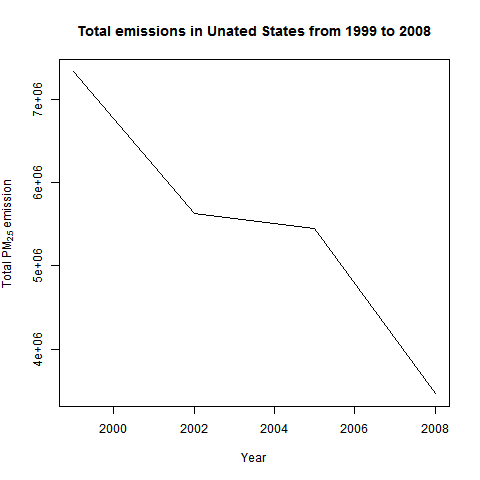 Total emissions in Unated States from 1999 to 2008
7e+06
6e+06
5e+06
4e+06
Total PM2.5 emission
2000 2002 2004 2006 2008
Year